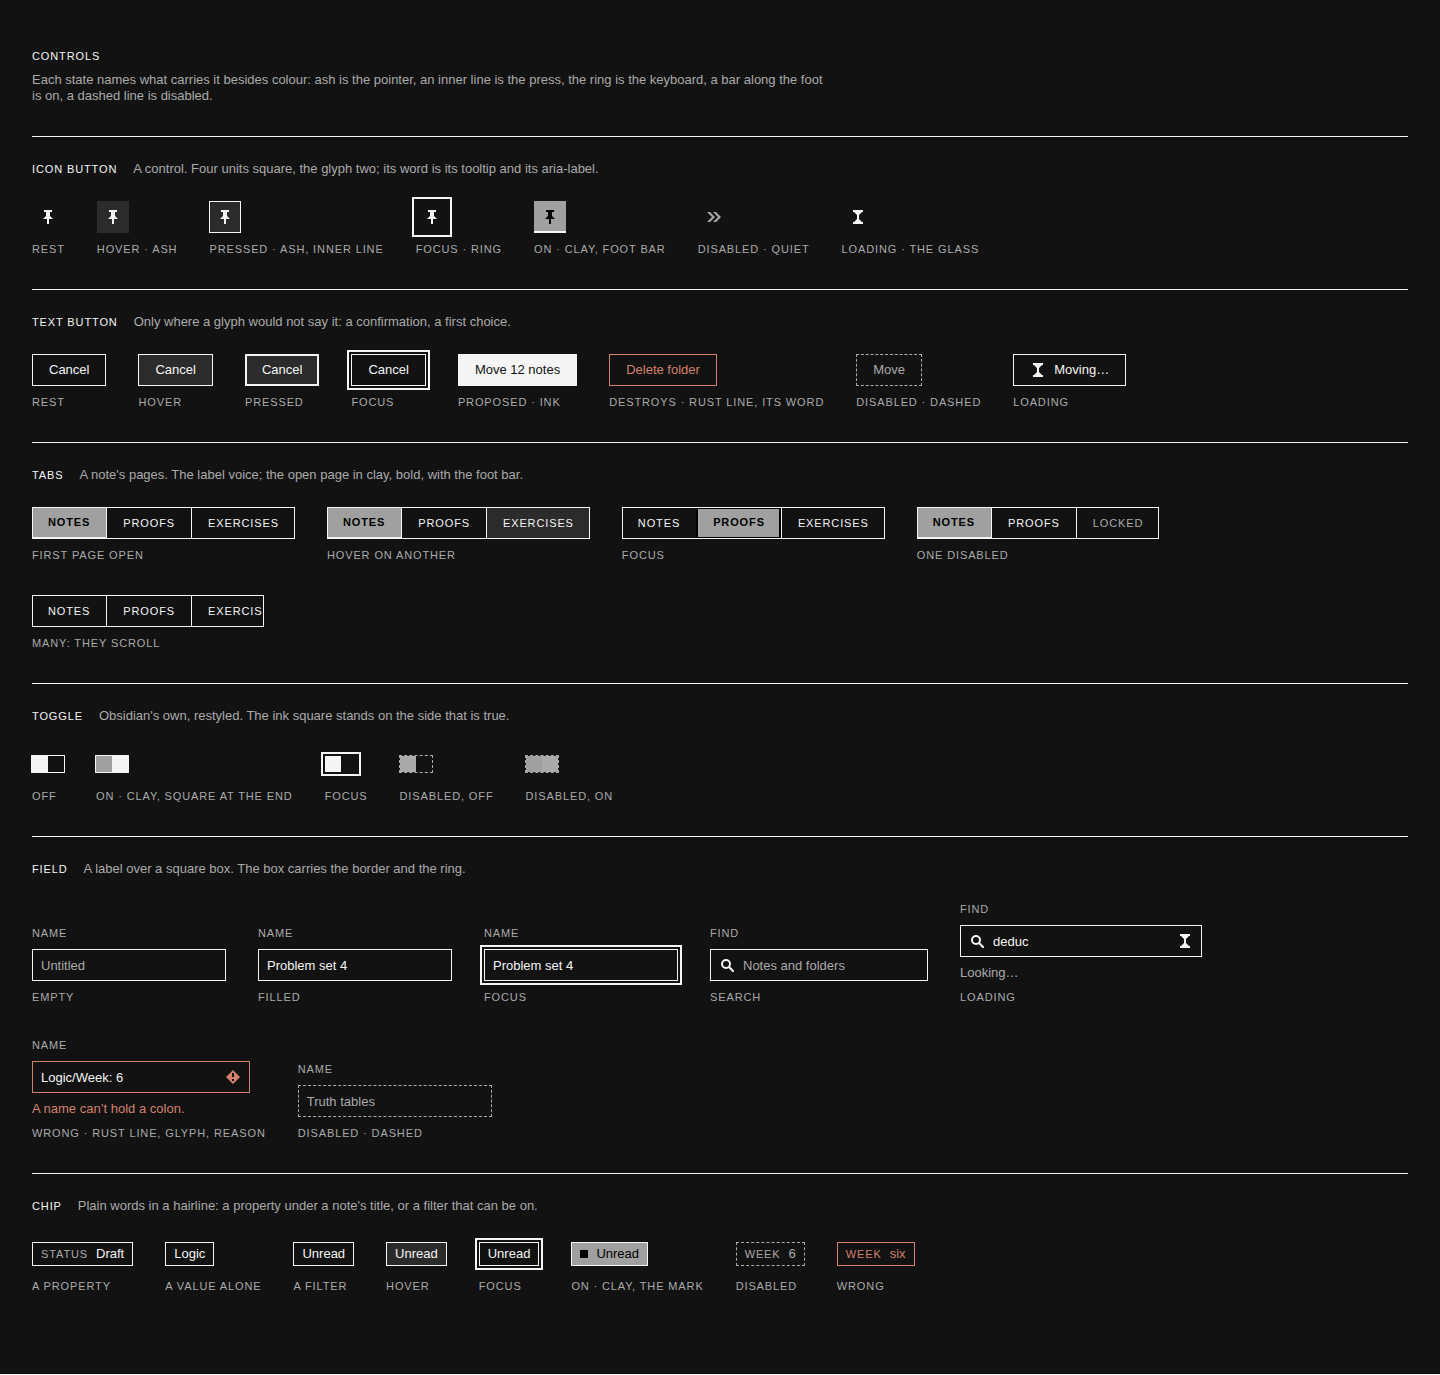 CONTROLS
Each state names what carries it besides colour: ash is the pointer, an inner line is the press, the ring is the keyboard, a bar along the foot
is on, a dashed line is disabled.
ICON BUTTON A control. Four units square, the glyph two; its word is its tooltip and its aria-label.
REST HOVER · ASH PRESSED · ASH, INNER LINE FOCUS · RING ON · CLAY, FOOT BAR DISABLED · QUIET LOADING · THE GLASS
TEXT BUTTON Only where a glyph would not say it: a confirmation, a first choice.
Cancel Cancel Cancel Cancel Move 12 notes Delete folder Move Moving…
REST HOVER PRESSED FOCUS PROPOSED · INK DESTROYS · RUST LINE, ITS WORD DISABLED · DASHED LOADING
TABS A note's pages. The label voice; the open page in clay, bold, with the foot bar.
NOTES PROOFS EXERCISES NOTES PROOFS EXERCISES NOTES PROOFS EXERCISES NOTES PROOFS LOCKED
FIRST PAGE OPEN HOVER ON ANOTHER FOCUS ONE DISABLED
NOTES PROOFS EXERCIS
MANY: THEY SCROLL
TOGGLE Obsidian's own, restyled. The ink square stands on the side that is true.
OFF ON · CLAY, SQUARE AT THE END FOCUS DISABLED, OFF DISABLED, ON
FIELD A label over a square box. The box carries the border and the ring.
FIND
NAME NAME NAME FIND
deduc
Untitled Problem set 4 Problem set 4 Notes and folders
Looking…
EMPTY FILLED FOCUS SEARCH LOADING
NAME
NAME
Logic/Week: 6
Truth tables
A name can't hold a colon.
WRONG · RUST LINE, GLYPH, REASON DISABLED · DASHED
CHIP Plain words in a hairline: a property under a note's title, or a filter that can be on.
STATUS Draft Logic Unread Unread Unread Unread WEEK 6 WEEK six
A PROPERTY A VALUE ALONE A FILTER HOVER FOCUS ON · CLAY, THE MARK DISABLED WRONG